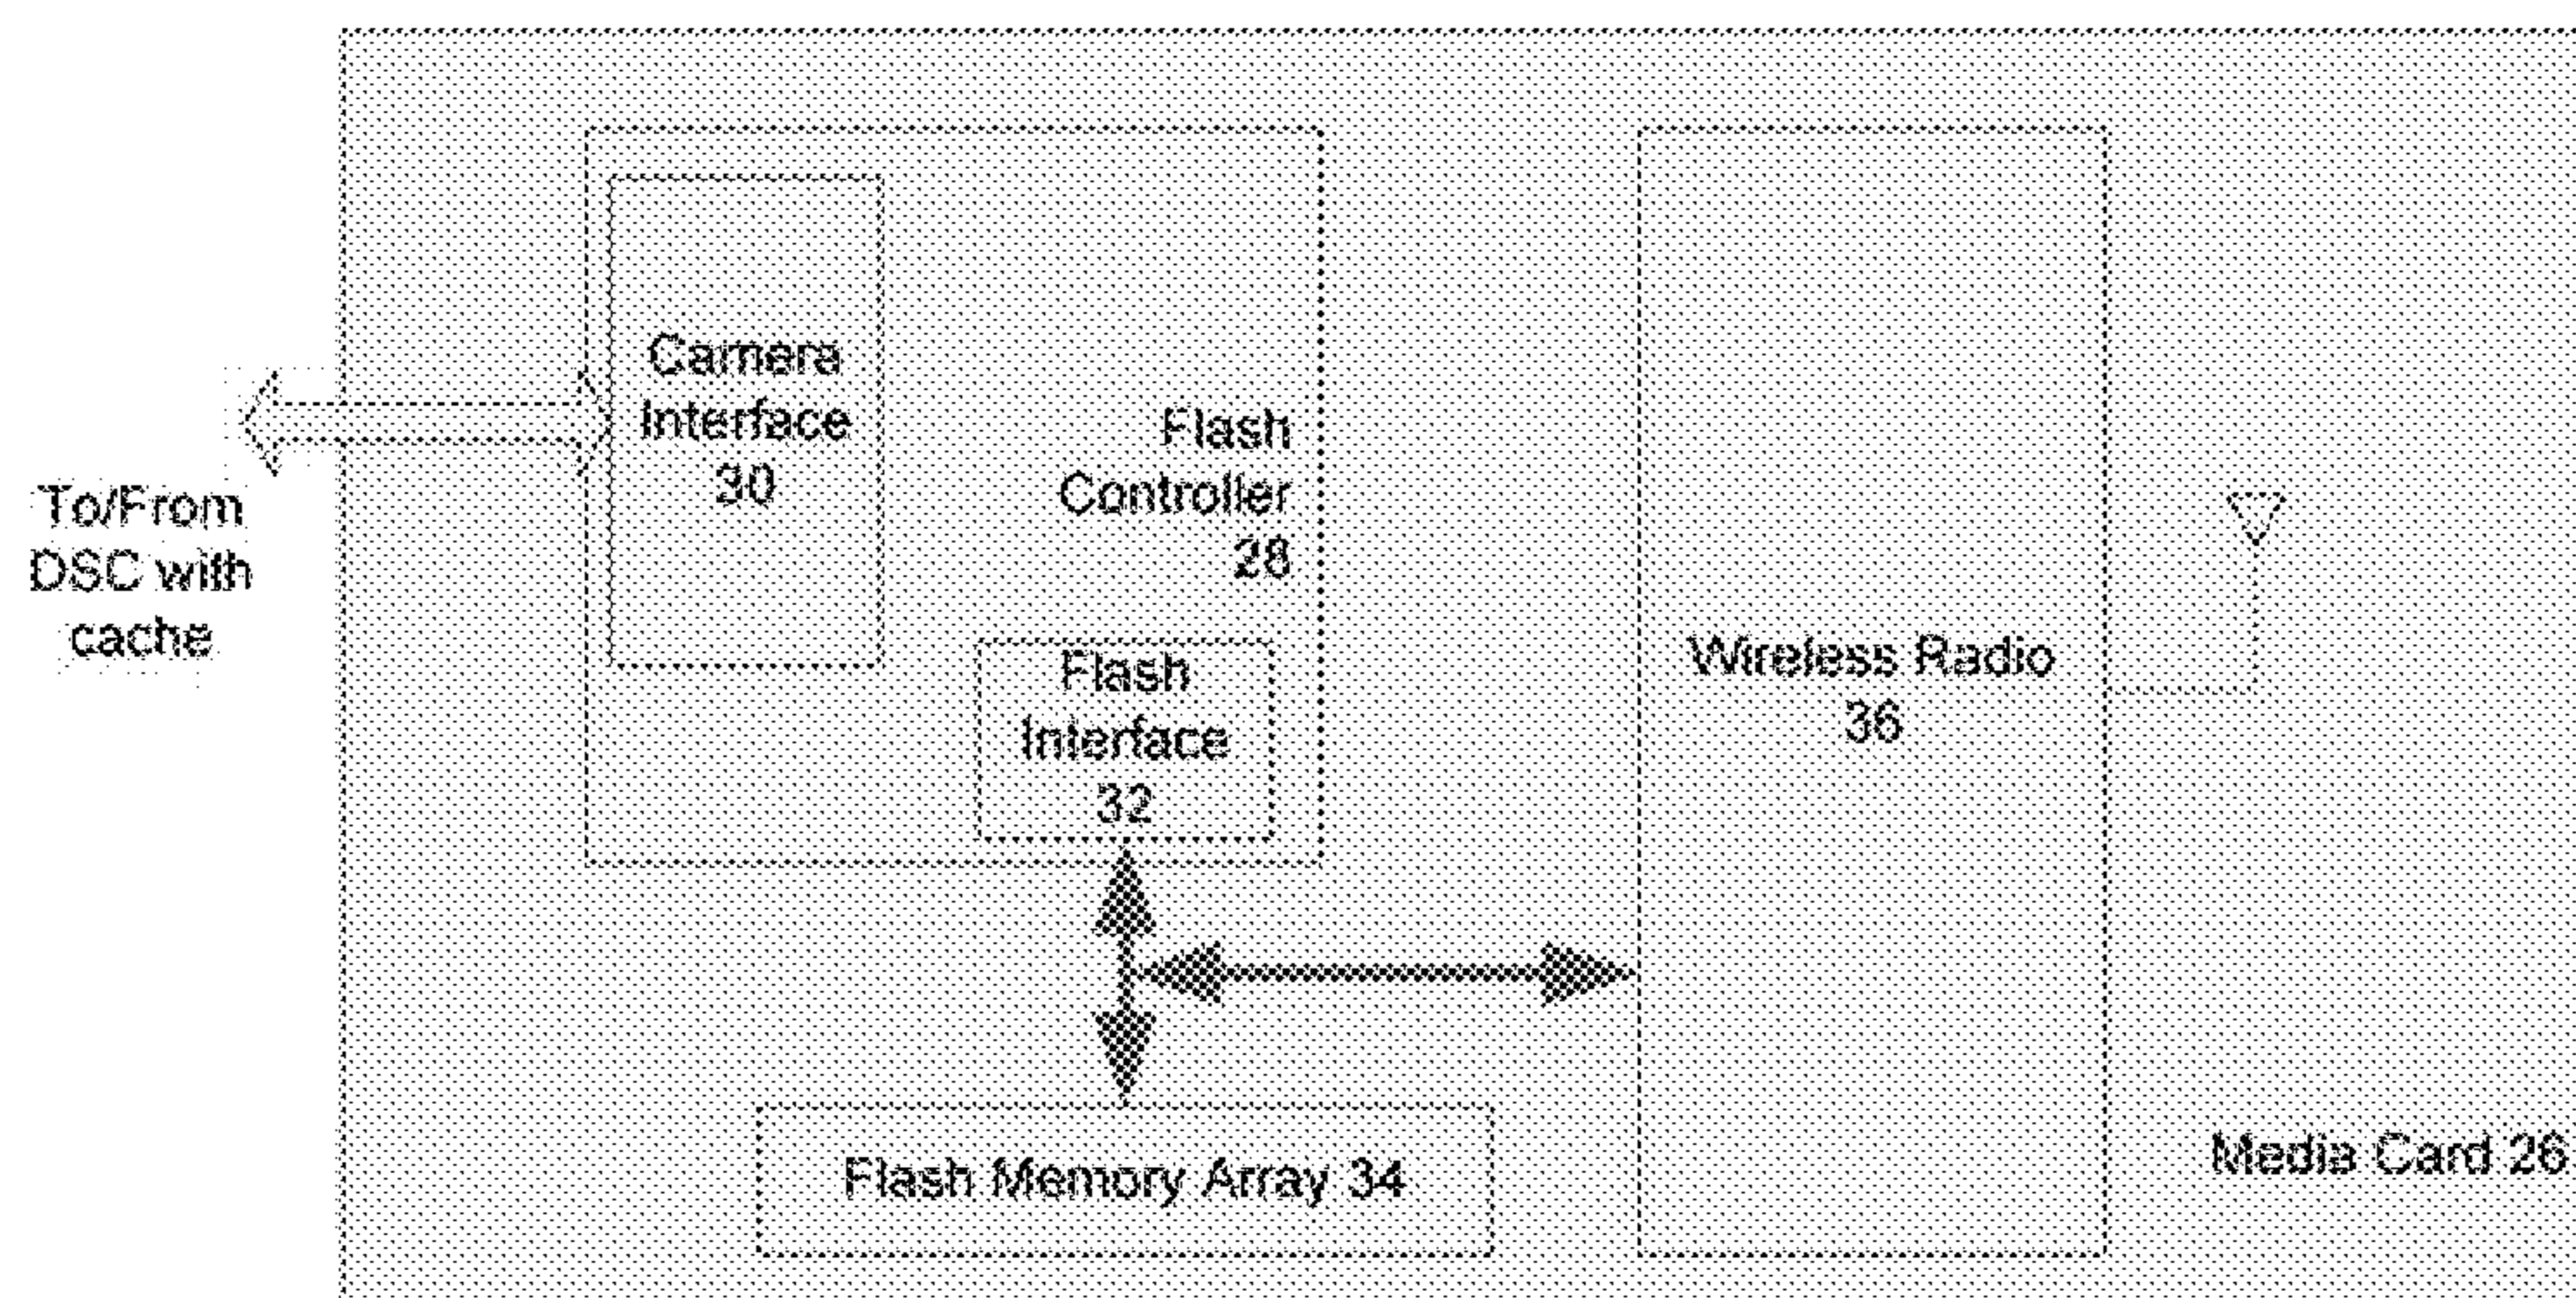 To/From
DSC with
cache
Camera
Interface
30
Flash
Controller
28
Flash
Interface
32
Wireless Radio
36
Flash Memory Array 34
Media Card 26